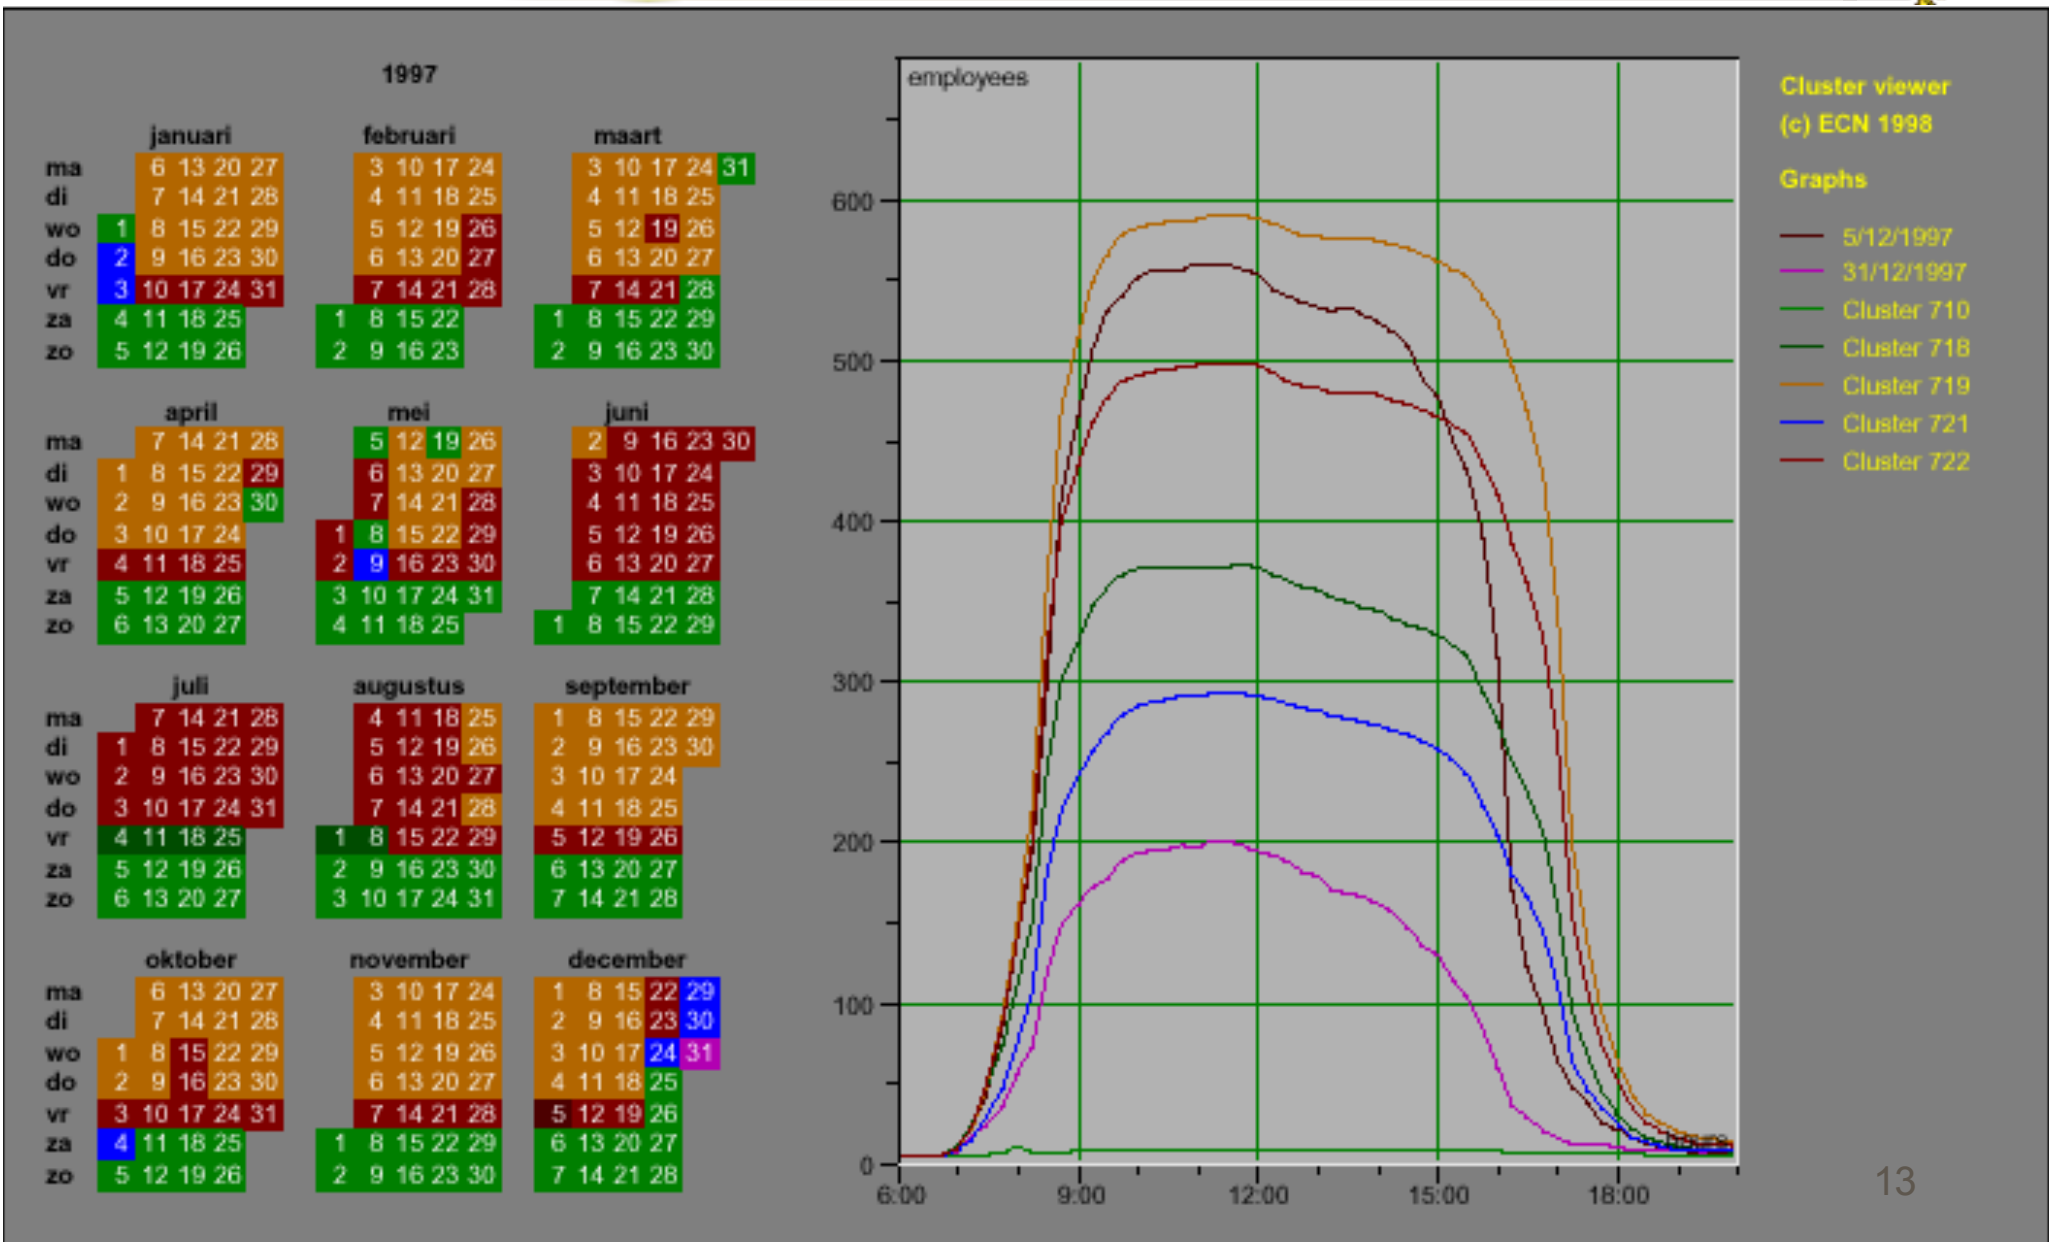 1997
januari februari maart
ma 6 13 20 27 3 10 17 24 3 10 17 24 31
di 7 14 21 28 4 11 18 25 4 11 18 25
wo 1 8 15 22 29 5 12 19 26 5 12 19 26
do 2 9 16 23 30 6 13 20 27 6 13 20 27
vr 3 10 17 24 31 7 14 21 28 7 14 21 28
za 4 11 18 25 1 8 15 22 1 8 15 22 29
zo 5 12 19 26 2 9 16 23 2 9 16 23 30
april mei juni
ma 7 14 21 28 5 12 19 26 2 9 16 23 30
di 1 8 15 22 29 6 13 20 27 3 10 17 24
wo 2 9 16 23 30 7 14 21 28 4 11 18 25
do 3 10 17 24 1 8 15 22 29 5 12 19 26
vr 4 11 18 25 2 9 16 23 30 6 13 20 27
za 5 12 19 26 3 10 17 24 31 7 14 21 28
zo 6 13 20 27 4 11 18 25 1 8 15 22 29
juli augustus september
ma 7 14 21 28 4 11 18 25 1 8 15 22 29
di 1 8 15 22 29 5 12 19 26 2 9 16 23 30
wo 2 9 16 23 30 6 13 20 27 3 10 17 24
do 3 10 17 24 31 7 14 21 28 4 11 18 25
vr 4 11 18 25 1 8 15 22 29 5 12 19 26
za 5 12 19 26 2 9 16 23 30 6 13 20 27
zo 6 13 20 27 3 10 17 24 31 7 14 21 28
oktober november december
ma 6 13 20 27 3 10 17 24 1 8 15 22 29
di 7 14 21 28 4 11 18 25 2 9 16 23 30
wo 1 8 15 22 29 5 12 19 26 3 10 17 24 31
do 2 9 16 23 30 6 13 20 27 4 11 18 25
vr 3 10 17 24 31 7 14 21 28 5 12 19 26
za 4 11 18 25 1 8 15 22 29 6 13 20 27
zo 5 12 19 26 2 9 16 23 30 7 14 21 28
employees
600
500
400
300
200
100
0
6:00 9:00 12:00 15:00 18:00
Cluster viewer
(c) ECN 1998
Graphs
5/12/1997
31/12/1997
Cluster 710
Cluster 718
Cluster 719
Cluster 721
Cluster 722
13